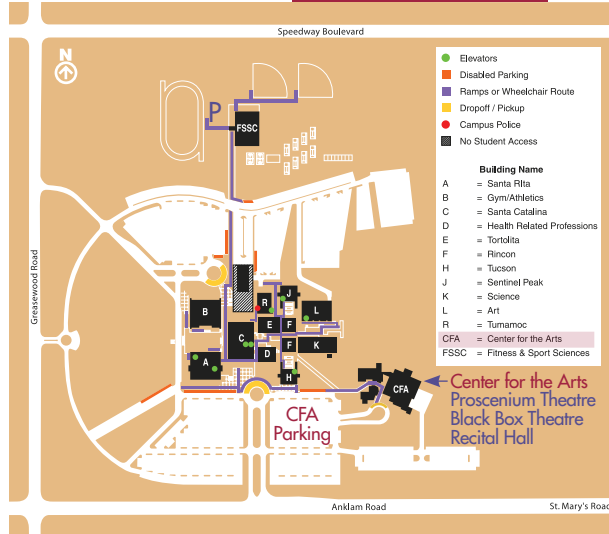 Speedway Boulevard
N
Elevators
Disabled Parking
Ramps or Wheelchair Route
Dropoff / Pickup
Campus Police
No Student Access
Building Name
A = Santa RIta
B = Gym/Athletics
C = Santa Catalina
D = Health Related Professions
E = Tortolita
F = Rincon
H = Tucson
J = Sentinel Peak
K = Science
L = Art
R = Tumamoc
CFA = Center for the Arts
FSSC = Fitness & Sport Sciences
P
FSSC
Greasewood Road
J
R
L
B
E
F
C
D
F
K
A
H
CFA
Center for the Arts
Proscenium Theatre
Black Box Theatre
Recital Hall
CFA
Parking
Anklam Road
St. Mary's Road